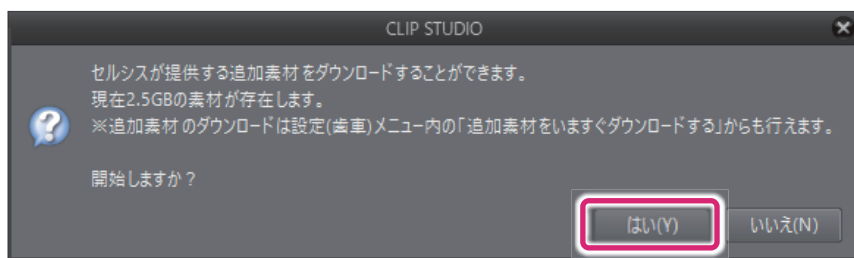 CLIP STUDIO
セルシスが提供する追加素材をダウンロードすることができます。
現在2.5GBの素材が存在します。
※追加素材のダウンロードは設定(歯車)メニュー内の「追加素材をいますぐダウンロードする」からも行えます。
開始しますか？
はい(Y)
いいえ(N)